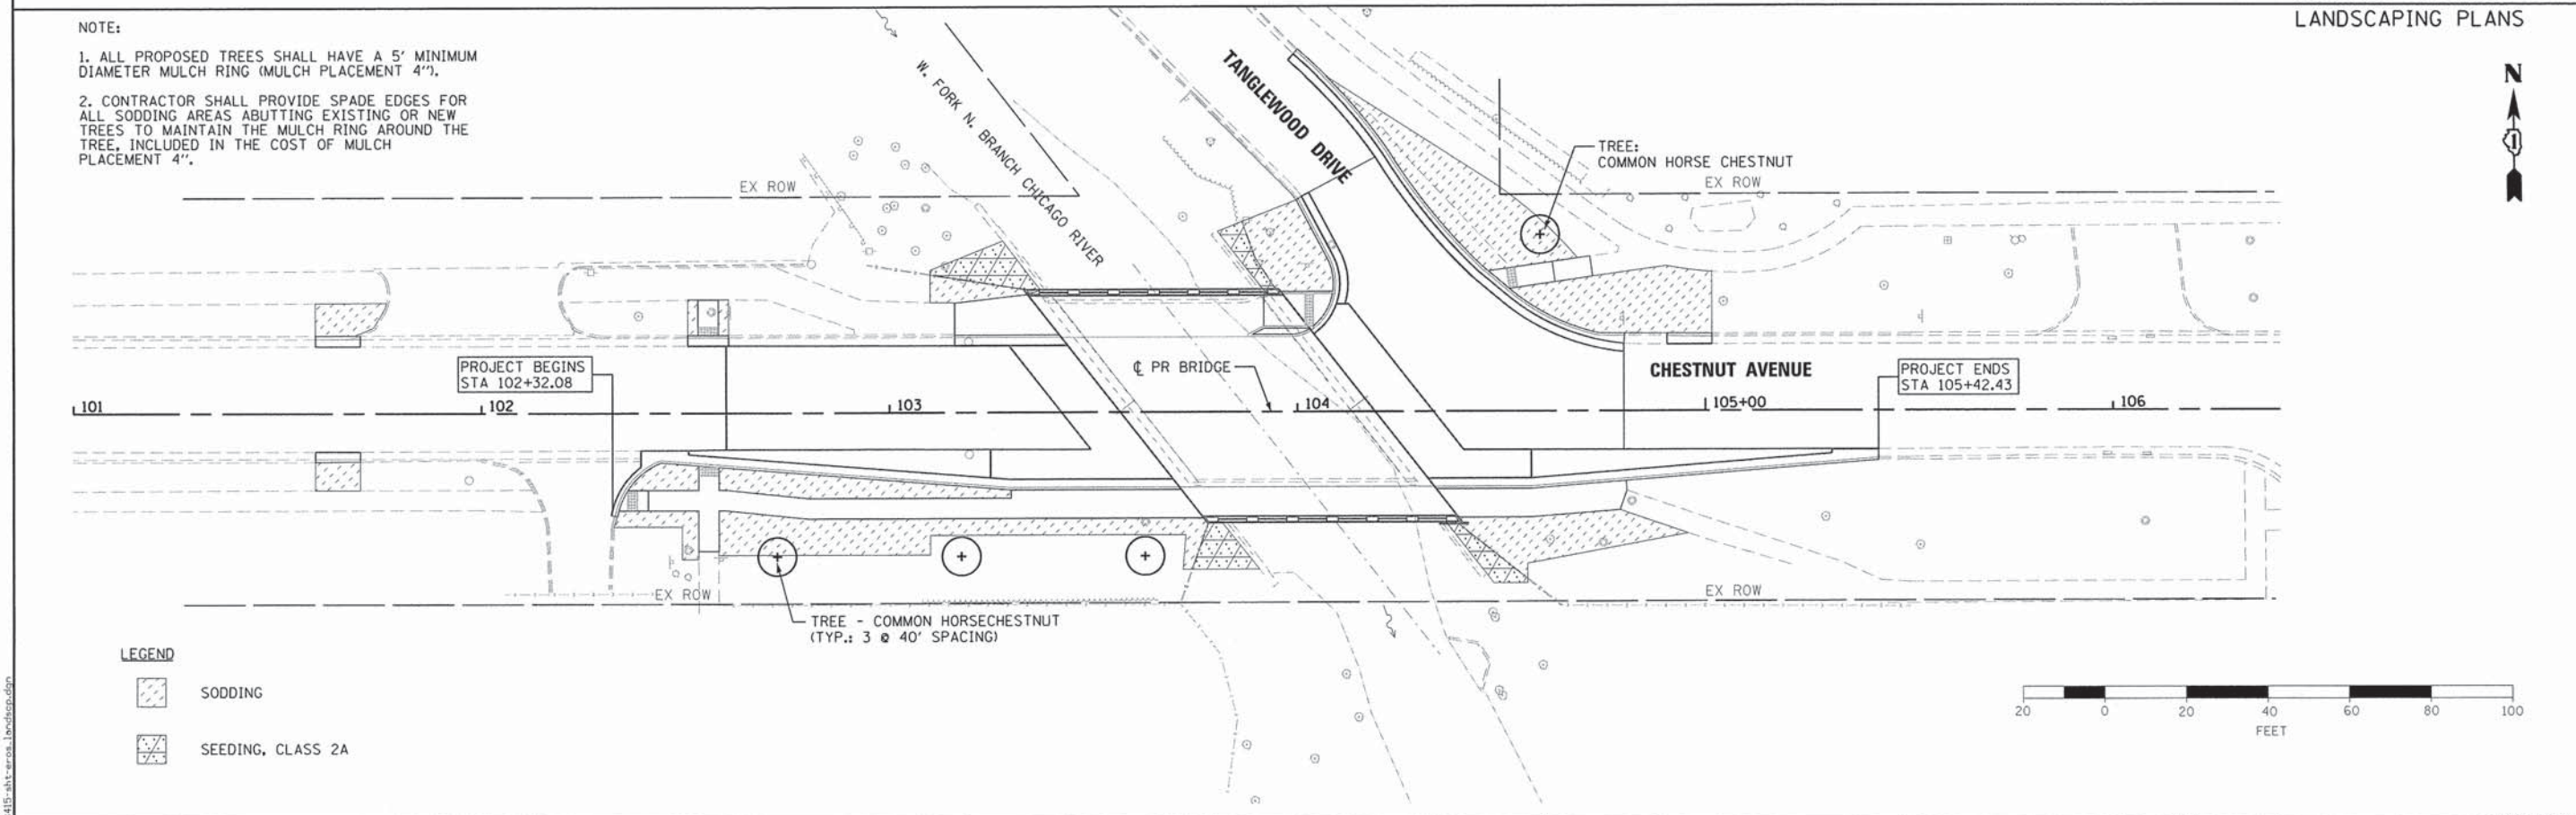 LANDSCAPING PLANS
NOTE:
1. ALL PROPOSED TREES SHALL HAVE A 5' MINIMUM
DIAMETER MULCH RING (MULCH PLACEMENT 4").
2. CONTRACTOR SHALL PROVIDE SPADE EDGES FOR
ALL SODDING AREAS ABUTTING EXISTING OR NEW
TREES TO MAINTAIN THE MULCH RING AROUND THE
TREE, INCLUDED IN THE COST OF MULCH
PLACEMENT 4".
N
W. FORK N. BRANCH CHICAGO RIVER
TANGLEWOOD DRIVE
TREE:
COMMON HORSE CHESTNUT
EX ROW
EX ROW
PROJECT BEGINS
STA 102+32.08
℄ PR BRIDGE
CHESTNUT AVENUE
PROJECT ENDS
STA 105+42.43
101
102
103
104
105+00
106
EX ROW
EX ROW
TREE - COMMON HORSECHESTNUT
(TYP.: 3 @ 40' SPACING)
LEGEND
SODDING
SEEDING, CLASS 2A
20 0 20 40 60 80 100
FEET
415-sht-eros.landscp.dgn